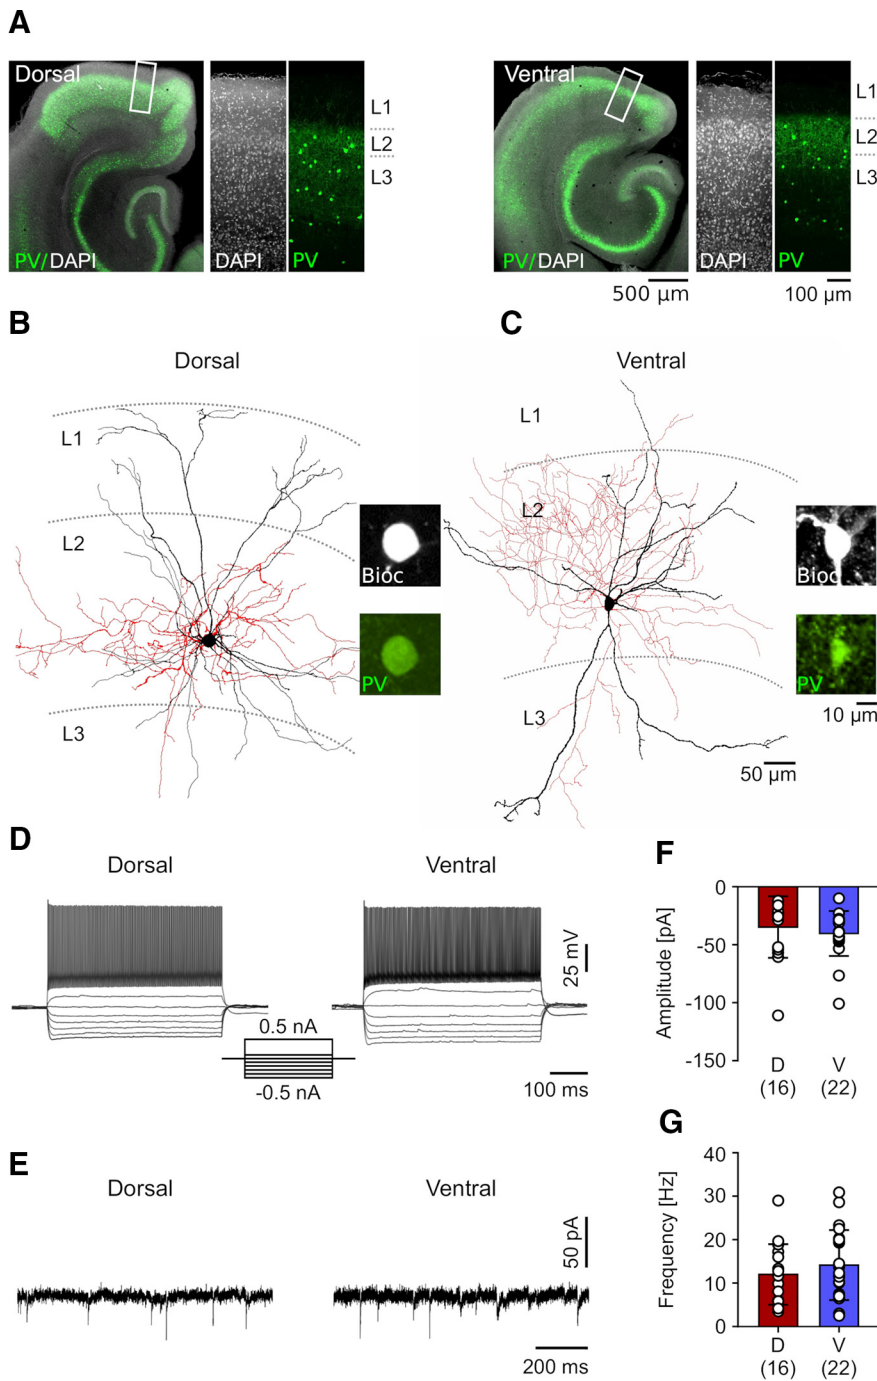 A
Dorsal
PV/DAPI
DAPI
PV
L1
L2
L3
Ventral
PV/DAPI
DAPI
PV
L1
L2
L3
500 µm
100 µm
B
Dorsal
L1
L2
L3
Bioc
PV
C
Ventral
L1
L2
L3
Bioc
PV
10 µm
50 µm
D
Dorsal
Ventral
25 mV
0.5 nA
-0.5 nA
100 ms
E
Dorsal
Ventral
50 pA
200 ms
F
Amplitude [pA]
0
-50
-100
-150
D
(16)
V
(22)
G
Frequency [Hz]
40
30
20
10
0
D
(16)
V
(22)